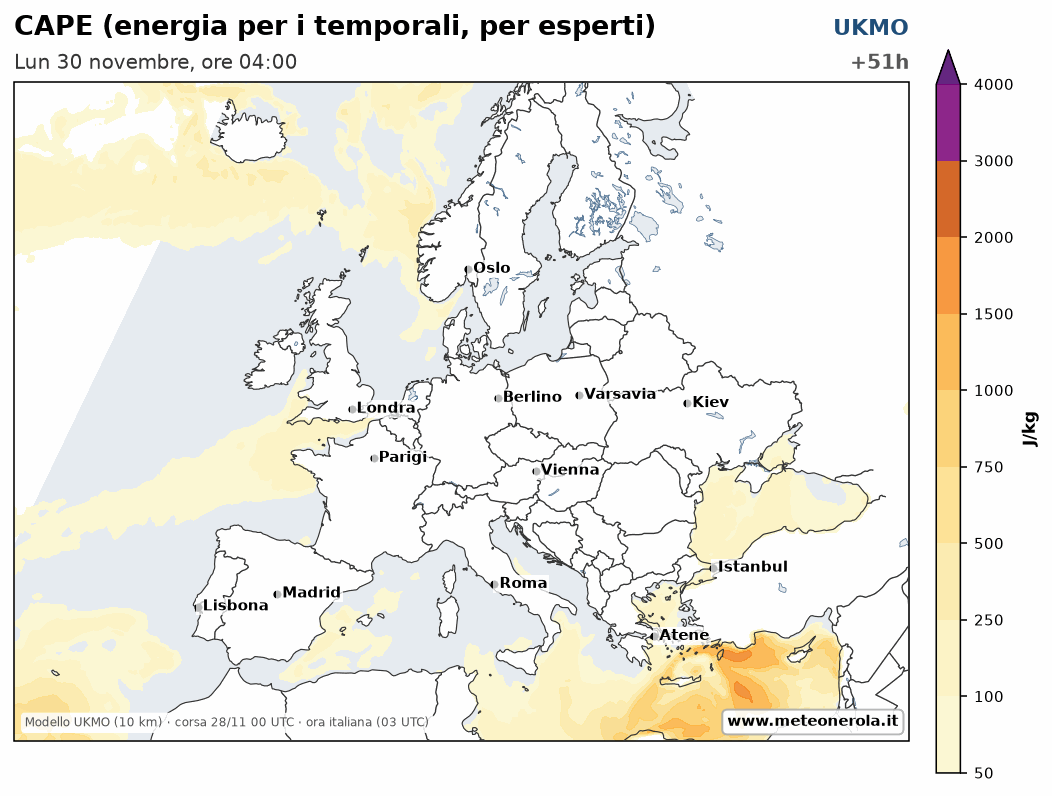 CAPE (energia per i temporali, per esperti)
UKMO
Lun 30 novembre, ore 04:00
+51h
4000
3000
2000
1500
1000
750
500
250
100
50
J/kg
Oslo
Londra
Berlino
Varsavia
Kiev
Parigi
Vienna
Istanbul
Roma
Madrid
Lisbona
Atene
Modello UKMO (10 km) · corsa 28/11 00 UTC · ora italiana (03 UTC)
www.meteonerola.it